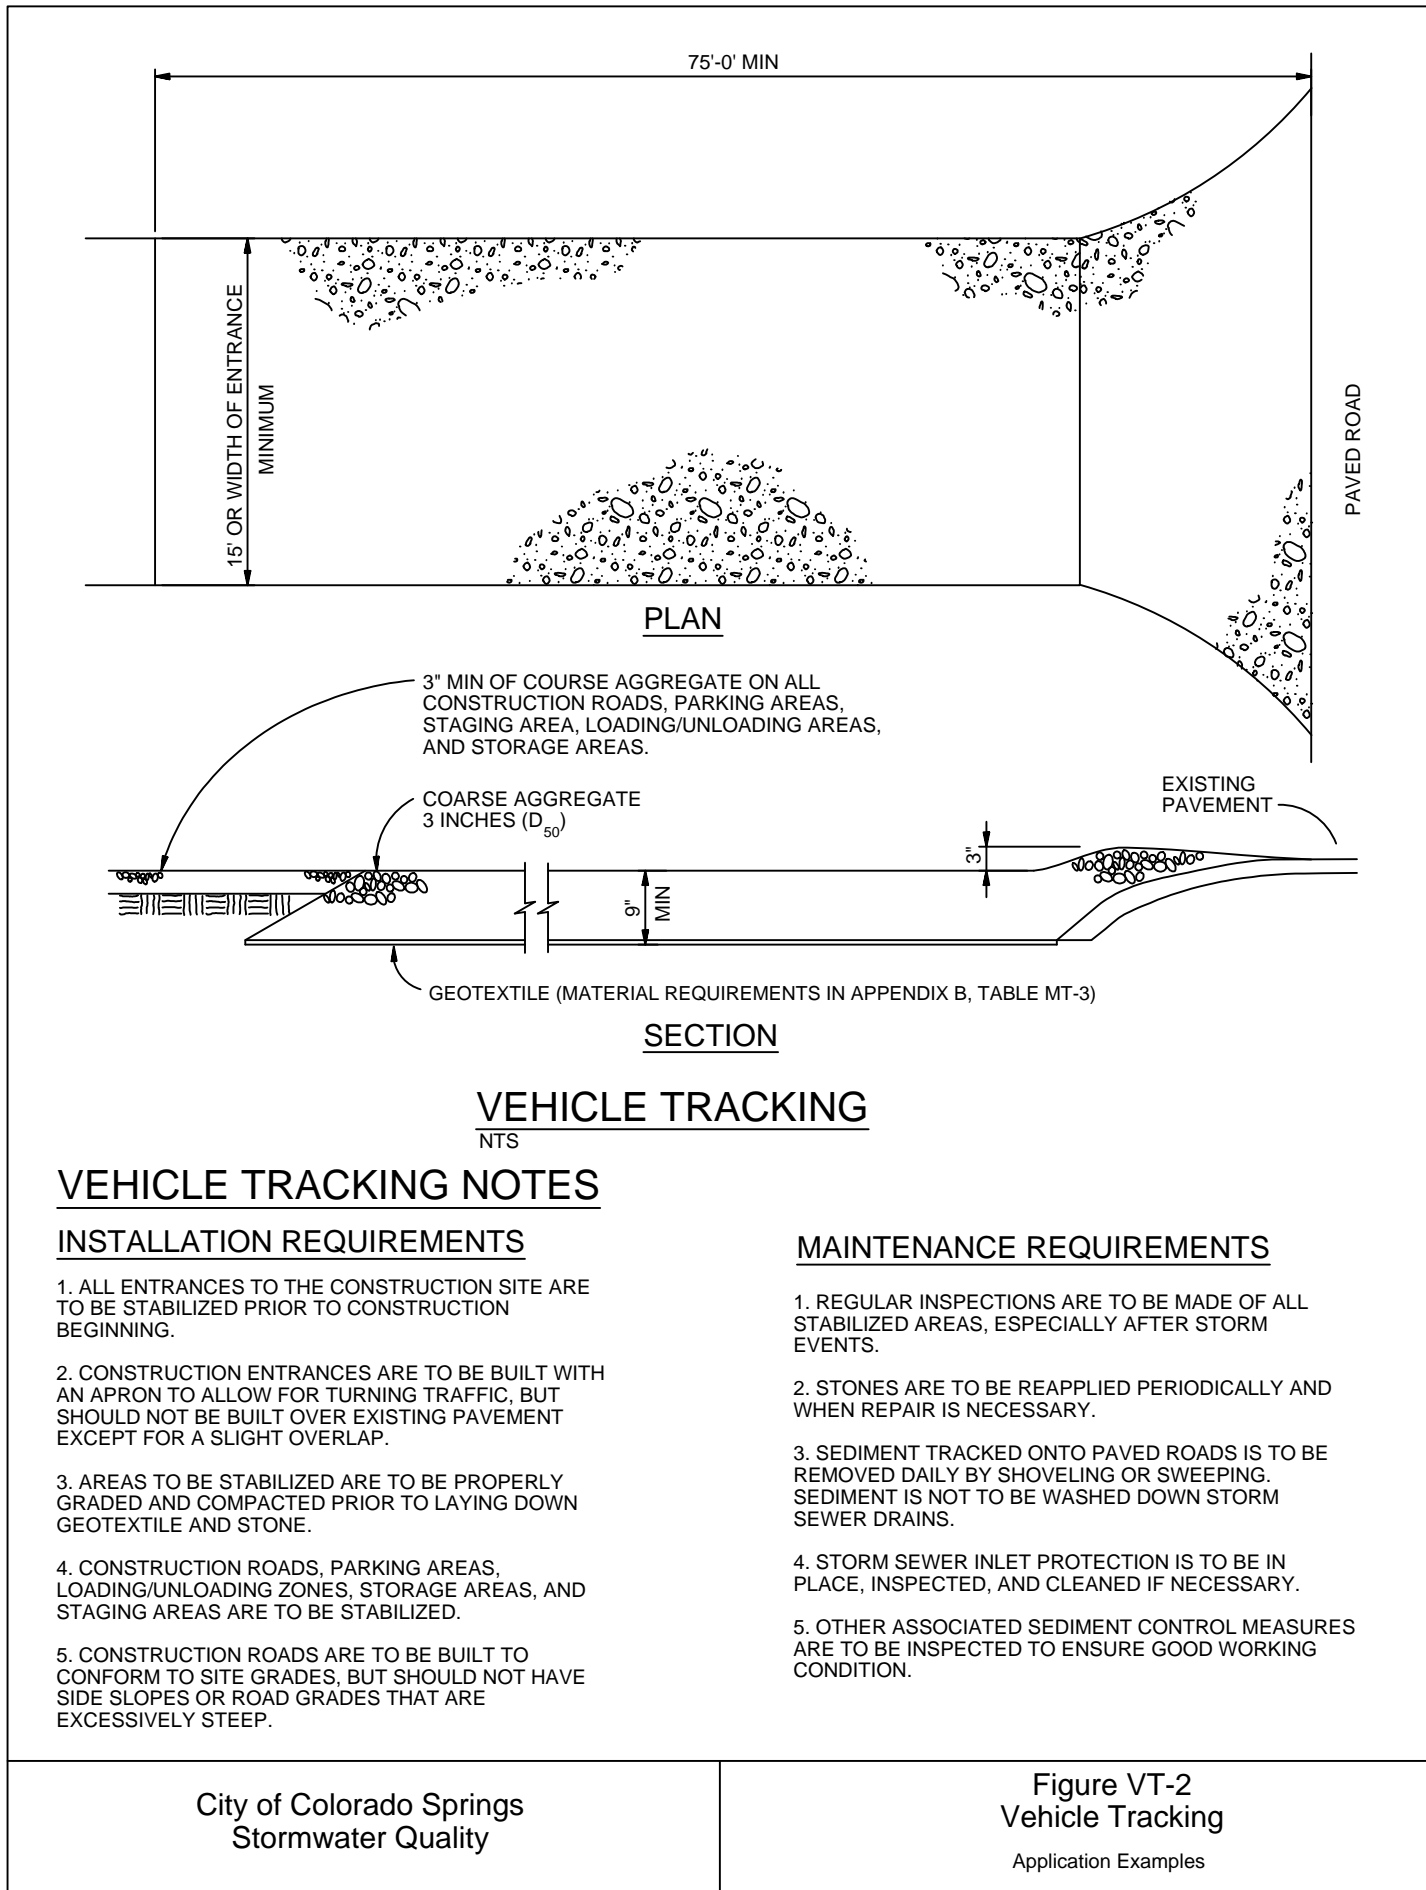 75'-0' MIN
15' OR WIDTH OF ENTRANCE
MINIMUM
PAVED ROAD
PLAN
3" MIN OF COURSE AGGREGATE ON ALL
CONSTRUCTION ROADS, PARKING AREAS,
STAGING AREA, LOADING/UNLOADING AREAS,
AND STORAGE AREAS.
COARSE AGGREGATE
3 INCHES (D50)
EXISTING
PAVEMENT
3"
9"
MIN
GEOTEXTILE (MATERIAL REQUIREMENTS IN APPENDIX B, TABLE MT-3)
SECTION
VEHICLE TRACKING
NTS
VEHICLE TRACKING NOTES
INSTALLATION REQUIREMENTS
1. ALL ENTRANCES TO THE CONSTRUCTION SITE ARE
TO BE STABILIZED PRIOR TO CONSTRUCTION
BEGINNING.
2. CONSTRUCTION ENTRANCES ARE TO BE BUILT WITH
AN APRON TO ALLOW FOR TURNING TRAFFIC, BUT
SHOULD NOT BE BUILT OVER EXISTING PAVEMENT
EXCEPT FOR A SLIGHT OVERLAP.
3. AREAS TO BE STABILIZED ARE TO BE PROPERLY
GRADED AND COMPACTED PRIOR TO LAYING DOWN
GEOTEXTILE AND STONE.
4. CONSTRUCTION ROADS, PARKING AREAS,
LOADING/UNLOADING ZONES, STORAGE AREAS, AND
STAGING AREAS ARE TO BE STABILIZED.
5. CONSTRUCTION ROADS ARE TO BE BUILT TO
CONFORM TO SITE GRADES, BUT SHOULD NOT HAVE
SIDE SLOPES OR ROAD GRADES THAT ARE
EXCESSIVELY STEEP.
MAINTENANCE REQUIREMENTS
1. REGULAR INSPECTIONS ARE TO BE MADE OF ALL
STABILIZED AREAS, ESPECIALLY AFTER STORM
EVENTS.
2. STONES ARE TO BE REAPPLIED PERIODICALLY AND
WHEN REPAIR IS NECESSARY.
3. SEDIMENT TRACKED ONTO PAVED ROADS IS TO BE
REMOVED DAILY BY SHOVELING OR SWEEPING.
SEDIMENT IS NOT TO BE WASHED DOWN STORM
SEWER DRAINS.
4. STORM SEWER INLET PROTECTION IS TO BE IN
PLACE, INSPECTED, AND CLEANED IF NECESSARY.
5. OTHER ASSOCIATED SEDIMENT CONTROL MEASURES
ARE TO BE INSPECTED TO ENSURE GOOD WORKING
CONDITION.
City of Colorado Springs
Stormwater Quality
Figure VT-2
Vehicle Tracking
Application Examples